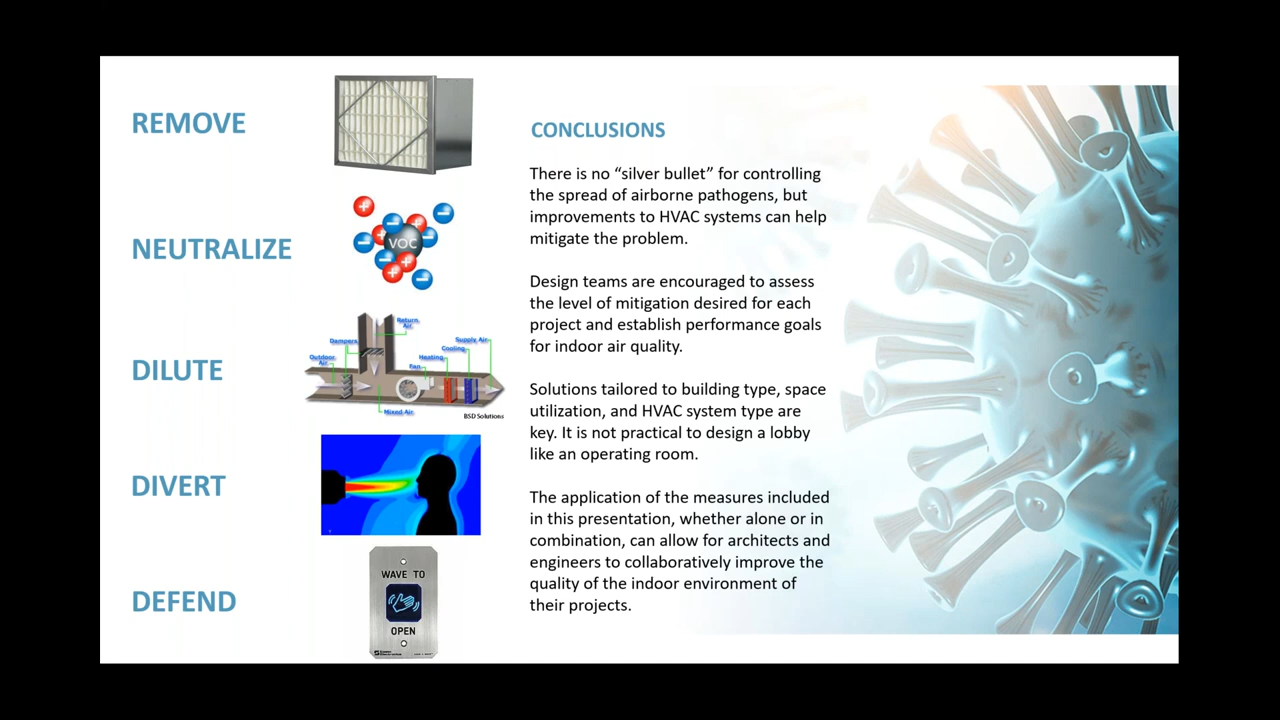 REMOVE
NEUTRALIZE
VOC
DILUTE
Return
Air
Dampers
Supply Air
Cooling
Outdoor
Air
Heating
Fan
Mixed Air
BSD Solutions
DIVERT
DEFEND
WAVE TO
OPEN
CONCLUSIONS
There is no “silver bullet” for controlling
the spread of airborne pathogens, but
improvements to HVAC systems can help
mitigate the problem.
Design teams are encouraged to assess
the level of mitigation desired for each
project and establish performance goals
for indoor air quality.
Solutions tailored to building type, space
utilization, and HVAC system type are
key. It is not practical to design a lobby
like an operating room.
The application of the measures included
in this presentation, whether alone or in
combination, can allow for architects and
engineers to collaboratively improve the
quality of the indoor environment of
their projects.